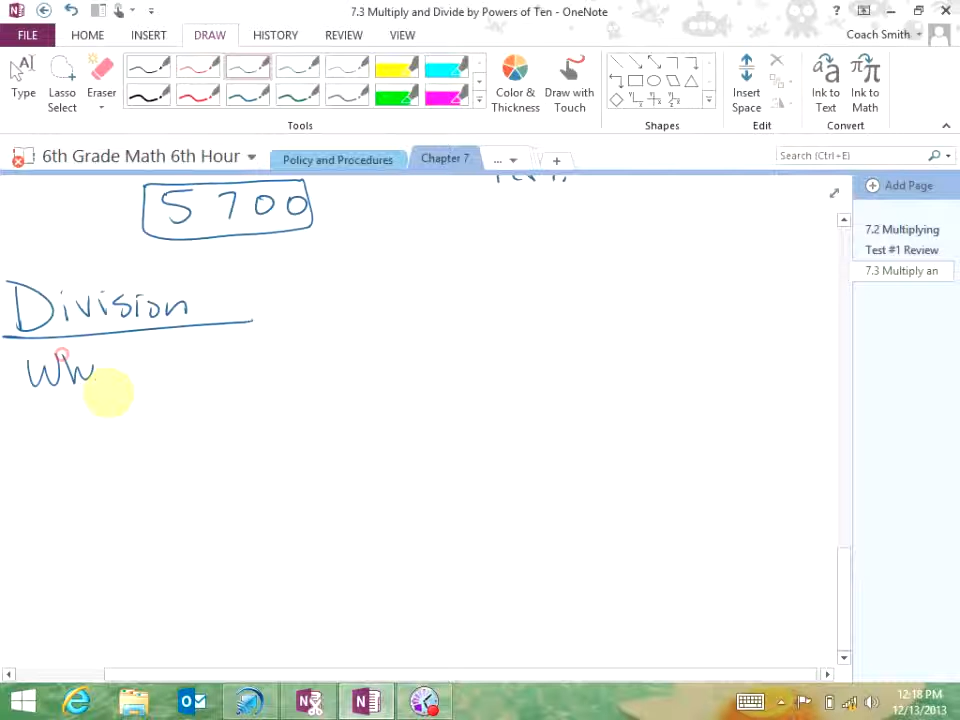 7.3 Multiply and Divide by Powers of Ten - OneNote
FILE HOME INSERT DRAW HISTORY REVIEW VIEW Coach Smith
Type Lasso Select Eraser Color & Thickness Draw with Touch Insert Space Ink to Text Ink to Math
Tools Shapes Edit Convert
6th Grade Math 6th Hour Policy and Procedures Chapter 7 ... + Search (Ctrl+E)
Add Page
5700
7.2 Multiplying
Test #1 Review
7.3 Multiply an
Division
Wh
12:18 PM
12/13/2013